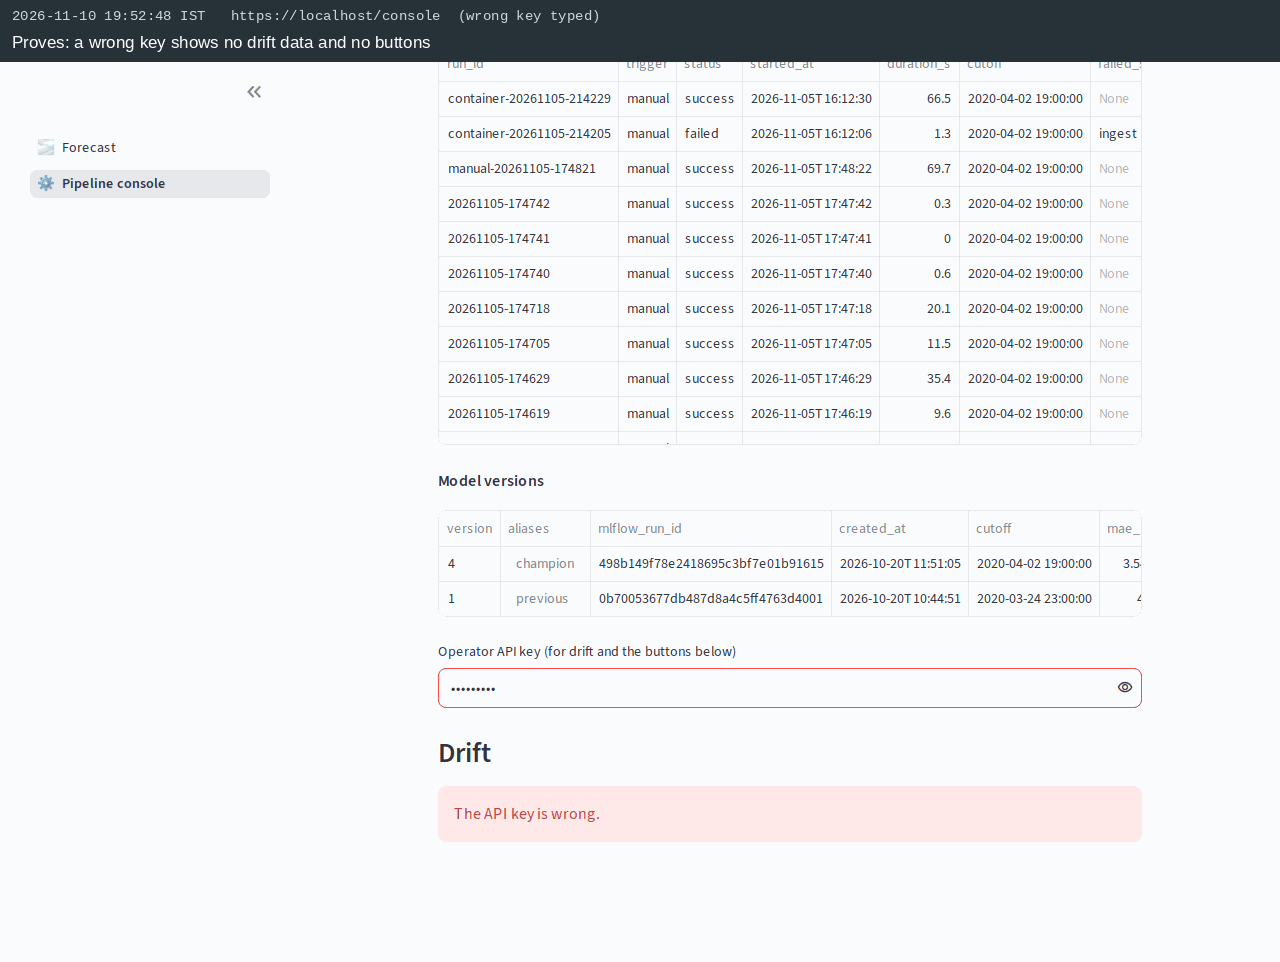 2026-11-10 19:52:48 IST https://localhost/console (wrong key typed)
Proves: a wrong key shows no drift data and no buttons
Forecast
Pipeline console
run_id trigger status started_at duration_s cutoff
container-20261105-214229 manual success 2026-11-05T16:12:30 66.5 2020-04-02 19:00:00 None
container-20261105-214205 manual failed 2026-11-05T16:12:06 1.3 2020-04-02 19:00:00 ingest
manual-20261105-174821 manual success 2026-11-05T17:48:22 69.7 2020-04-02 19:00:00 None
20261105-174742 manual success 2026-11-05T17:47:42 0.3 2020-04-02 19:00:00 None
20261105-174741 manual success 2026-11-05T17:47:41 0 2020-04-02 19:00:00 None
20261105-174740 manual success 2026-11-05T17:47:40 0.6 2020-04-02 19:00:00 None
20261105-174718 manual success 2026-11-05T17:47:18 20.1 2020-04-02 19:00:00 None
20261105-174705 manual success 2026-11-05T17:47:05 11.5 2020-04-02 19:00:00 None
20261105-174629 manual success 2026-11-05T17:46:29 35.4 2020-04-02 19:00:00 None
20261105-174619 manual success 2026-11-05T17:46:19 9.6 2020-04-02 19:00:00 None
Model versions
version aliases mlflow_run_id created_at cutoff mae_
4 champion 498b149f78e2418695c3bf7e01b91615 2026-10-20T11:51:05 2020-04-02 19:00:00 3.5
1 previous 0b70053677db487d8a4c5ff4763d4001 2026-10-20T10:44:51 2020-03-24 23:00:00 4
Operator API key (for drift and the buttons below)
•••••••••
Drift
The API key is wrong.